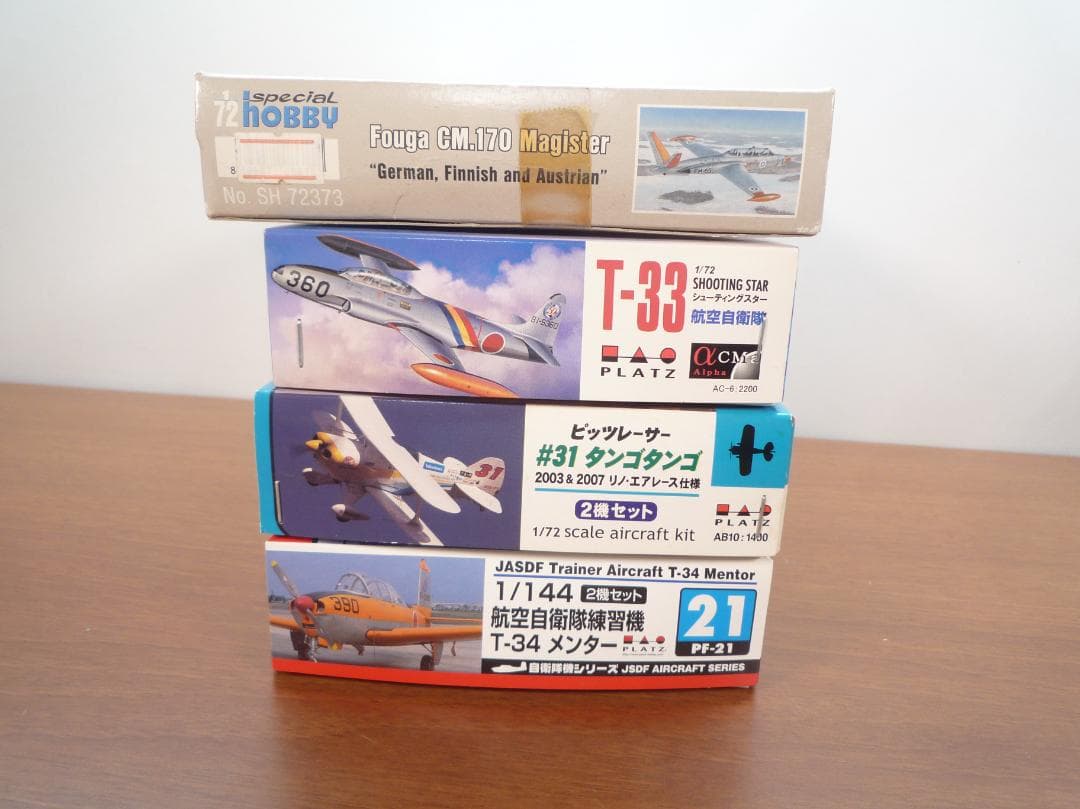 1/72
special
HOBBY
8
No. SH 72373
Fouga CM.170 Magister
"German, Finnish and Austrian"
360
81-5360
T-33
1/72
SHOOTING STAR
シューティングスター
航空自衛隊
PLATZ
αCMe
Alpha
AC-6:2200
31
ピッツレーサー
#31 タンゴタンゴ
2003 & 2007 リノ・エアレース仕様
2機セット
1/72 scale aircraft kit
PLATZ
AB10:1400
390
JASDF Trainer Aircraft T-34 Mentor
1/144 2機セット
航空自衛隊練習機
T-34 メンター
PLATZ
21
PF-21
自衛隊機シリーズ JSDF AIRCRAFT SERIES